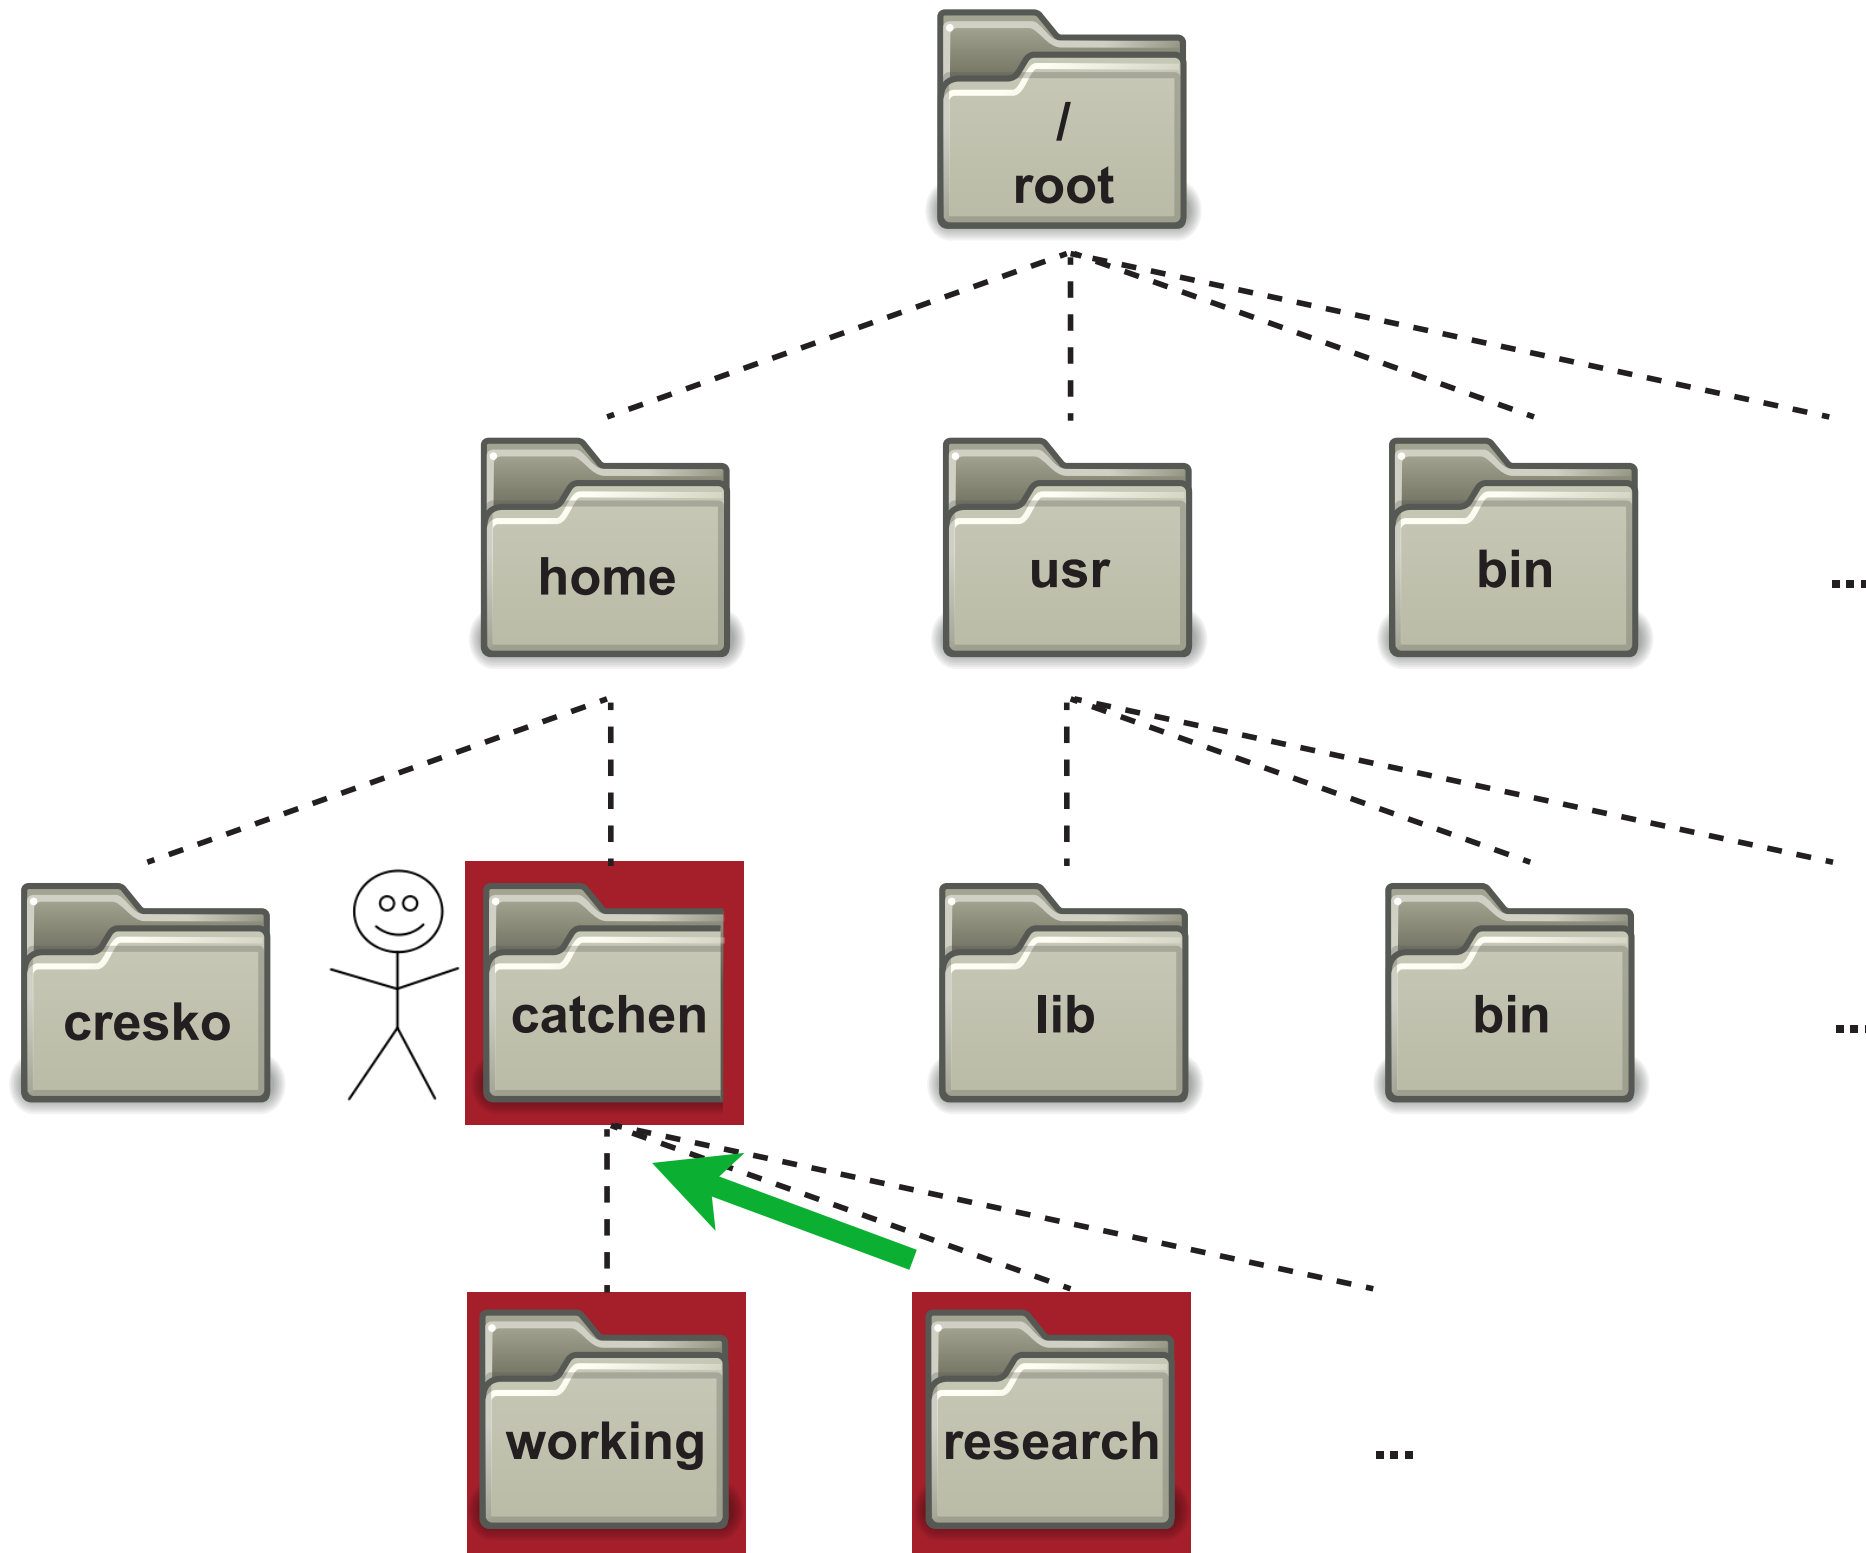 /
root
home
usr
bin
...
cresko
catchen
lib
bin
...
working
research
...